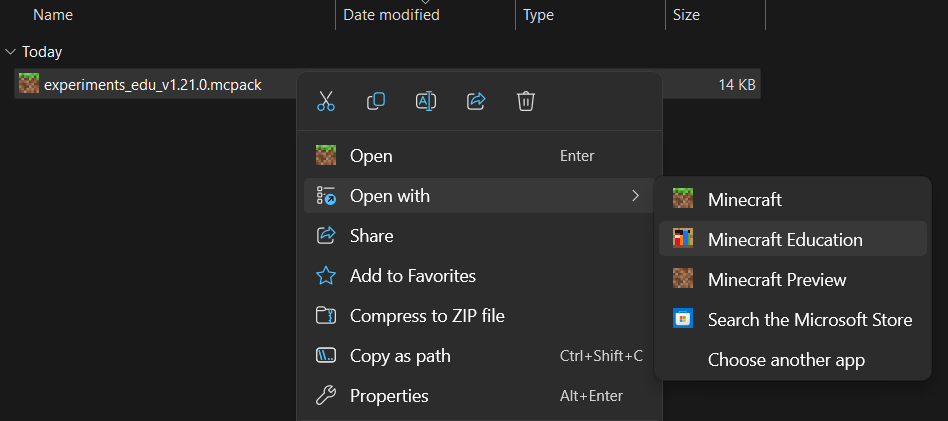 Name Date modified Type Size
Today
experiments_edu_v1.21.0.mcpack 14 KB
Open Enter
Open with
Share
Add to Favorites
Compress to ZIP file
Copy as path Ctrl+Shift+C
Properties Alt+Enter
Minecraft
Minecraft Education
Minecraft Preview
Search the Microsoft Store
Choose another app